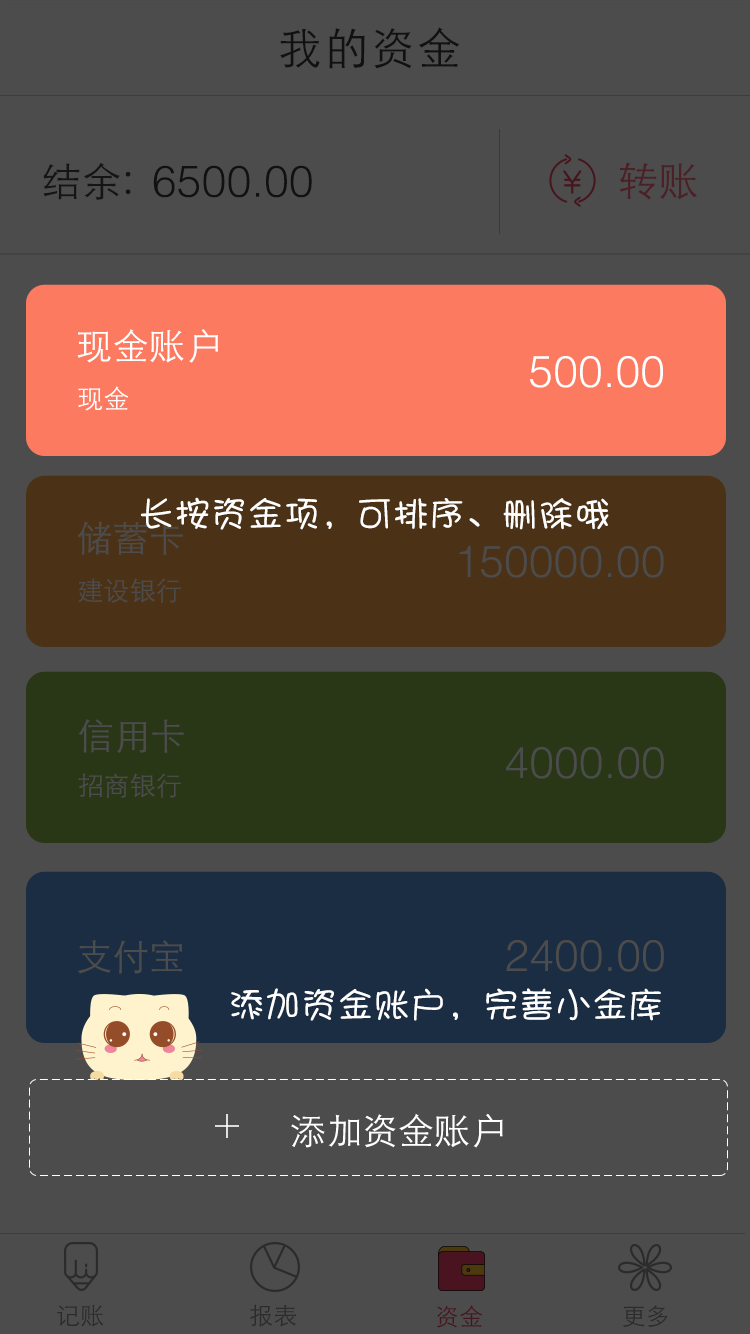 我的资金
结余: 6500.00
转账
现金账户
现金
500.00
长按资金项，可排序、删除哦
储蓄卡
建设银行
150000.00
信用卡
招商银行
4000.00
支付宝
2400.00
添加资金账户，完善小金库
+ 添加资金账户
记账 报表 资金 更多